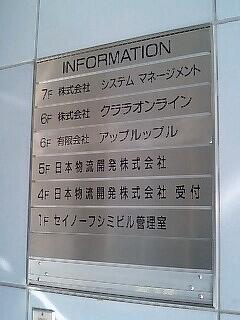 INFORMATION
7F 株式会社 システム マネージメント
6F 株式会社 クララオンライン
6F 有限会社 アップルップル
5F 日本物流開発株式会社
4F 日本物流開発株式会社 受付
1F セイノーフシミビル管理室